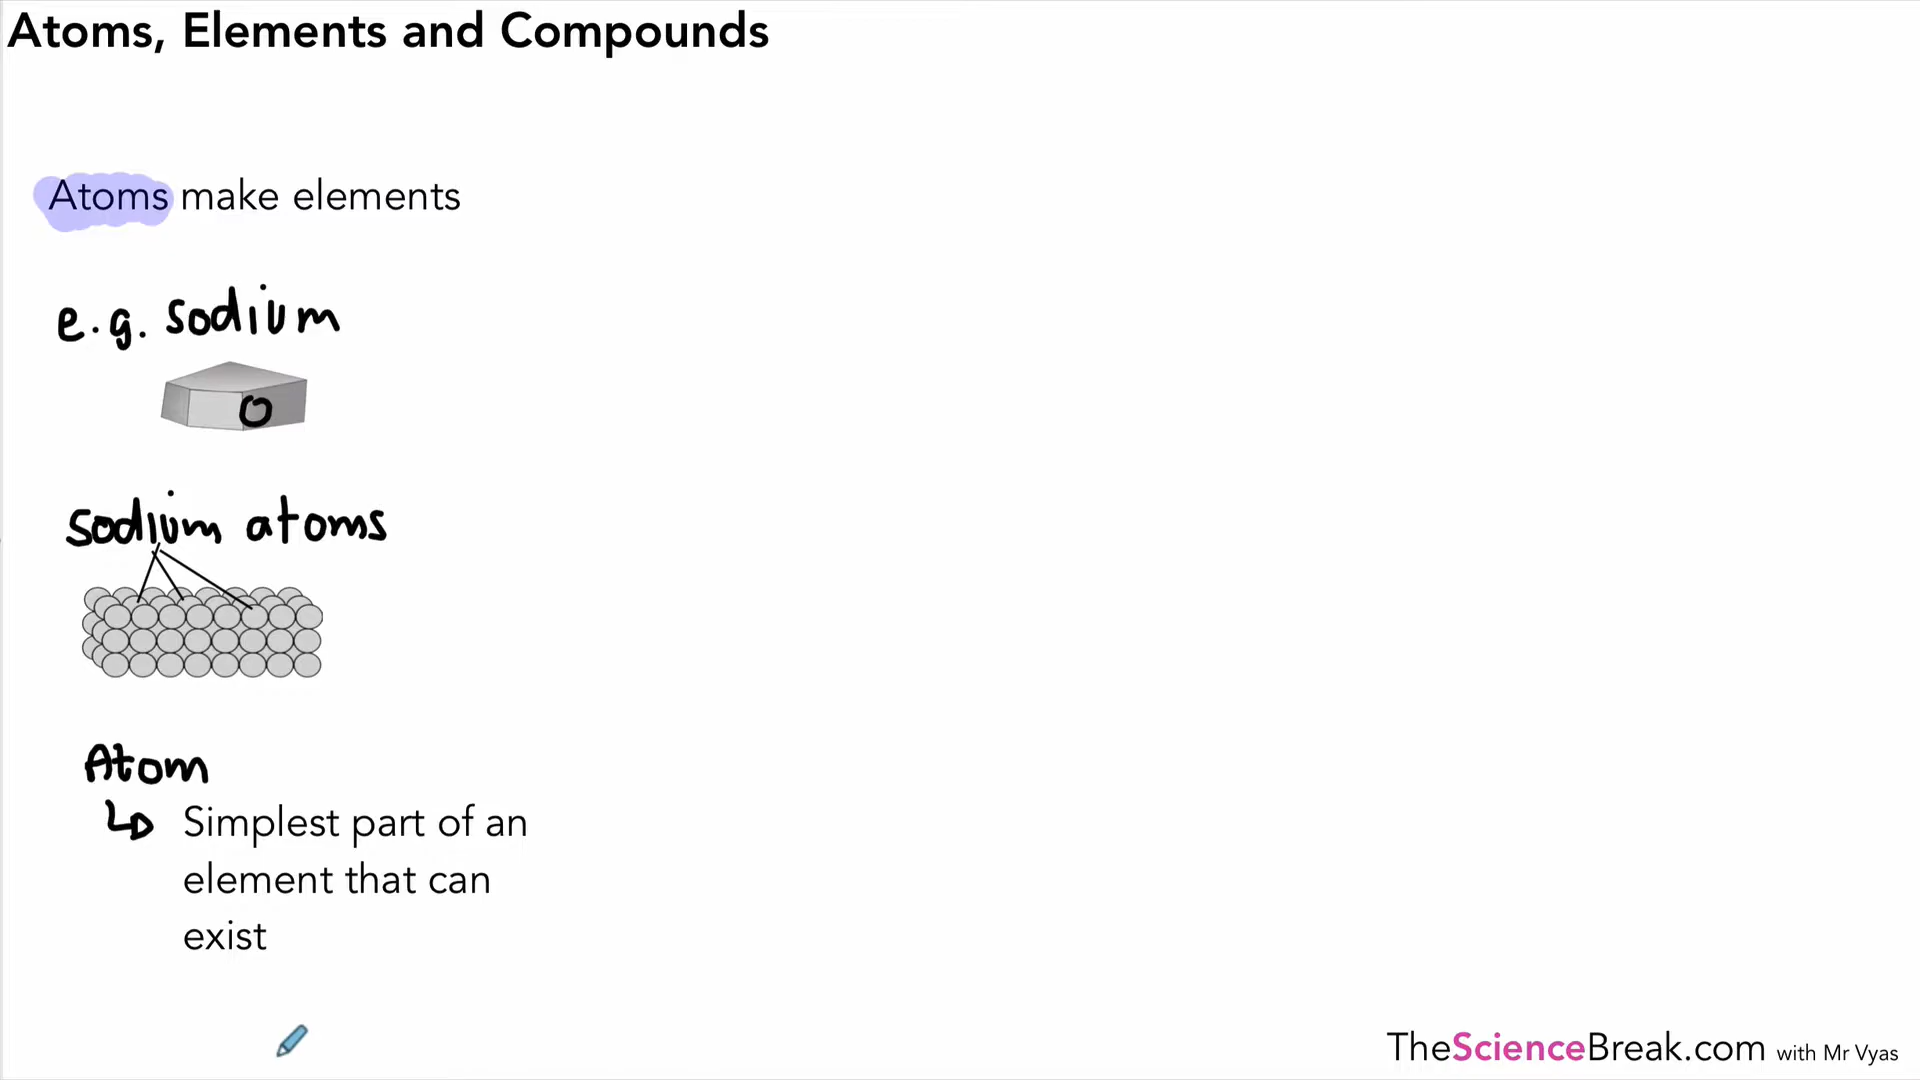 Atoms, Elements and Compounds
Atoms make elements
e.g. sodium
sodium atoms
Atom
Simplest part of an
element that can
exist
TheScienceBreak.com with Mr Vyas